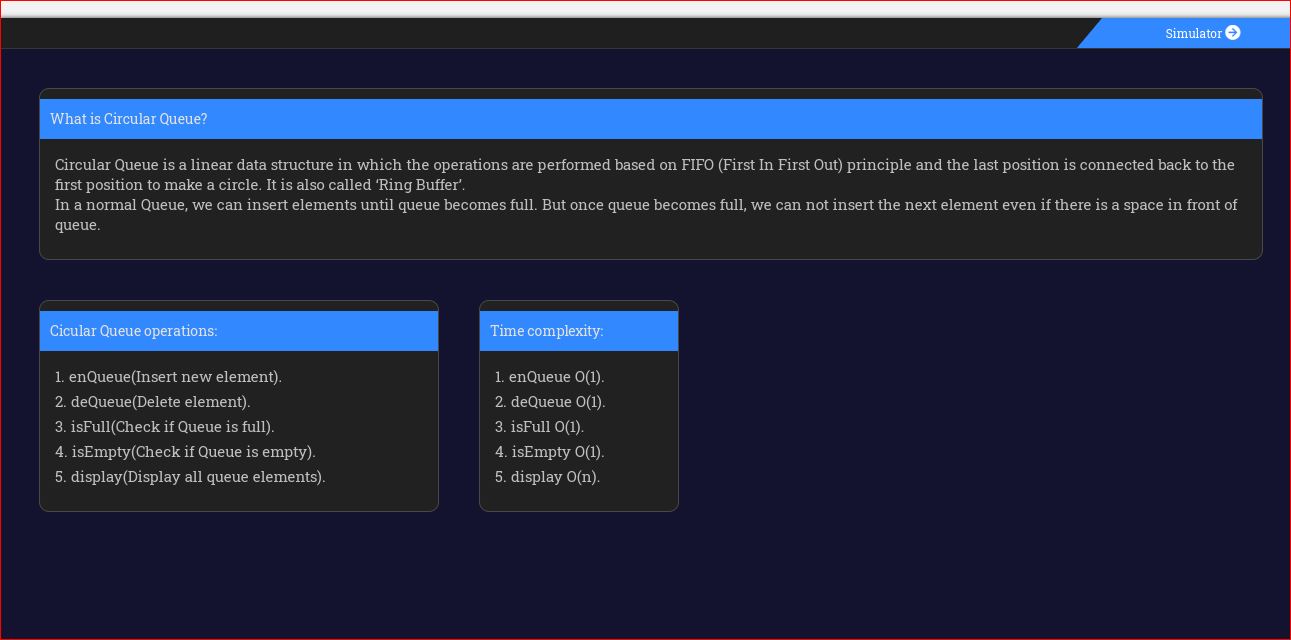 Simulator
What is Circular Queue?
Circular Queue is a linear data structure in which the operations are performed based on FIFO (First In First Out) principle and the last position is connected back to the
first position to make a circle. It is also called ‘Ring Buffer’.
In a normal Queue, we can insert elements until queue becomes full. But once queue becomes full, we can not insert the next element even if there is a space in front of
queue.
Cicular Queue operations:
1. enQueue(Insert new element).
2. deQueue(Delete element).
3. isFull(Check if Queue is full).
4. isEmpty(Check if Queue is empty).
5. display(Display all queue elements).
Time complexity:
1. enQueue O(1).
2. deQueue O(1).
3. isFull O(1).
4. isEmpty O(1).
5. display O(n).